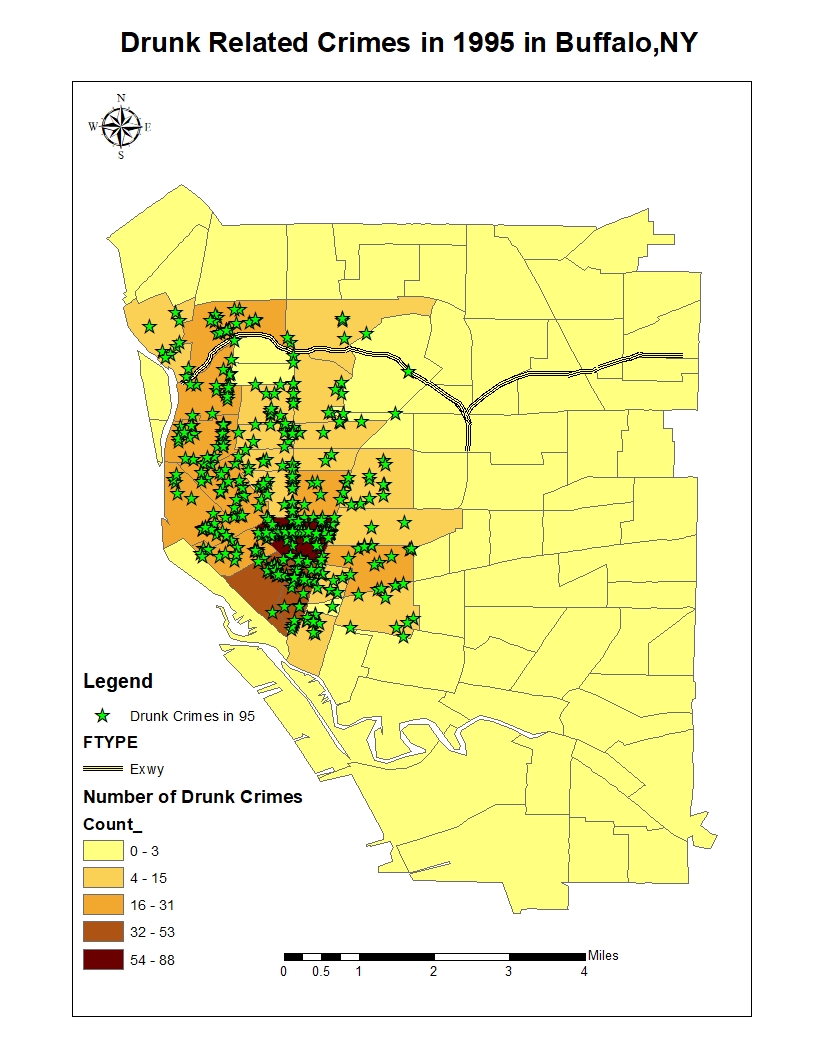 Drunk Related Crimes in 1995 in Buffalo,NY
N
W E
S
Legend
Drunk Crimes in 95
FTYPE
Exwy
Number of Drunk Crimes
Count_
0 - 3
4 - 15
16 - 31
32 - 53
54 - 88
Miles
0 0.5 1 2 3 4